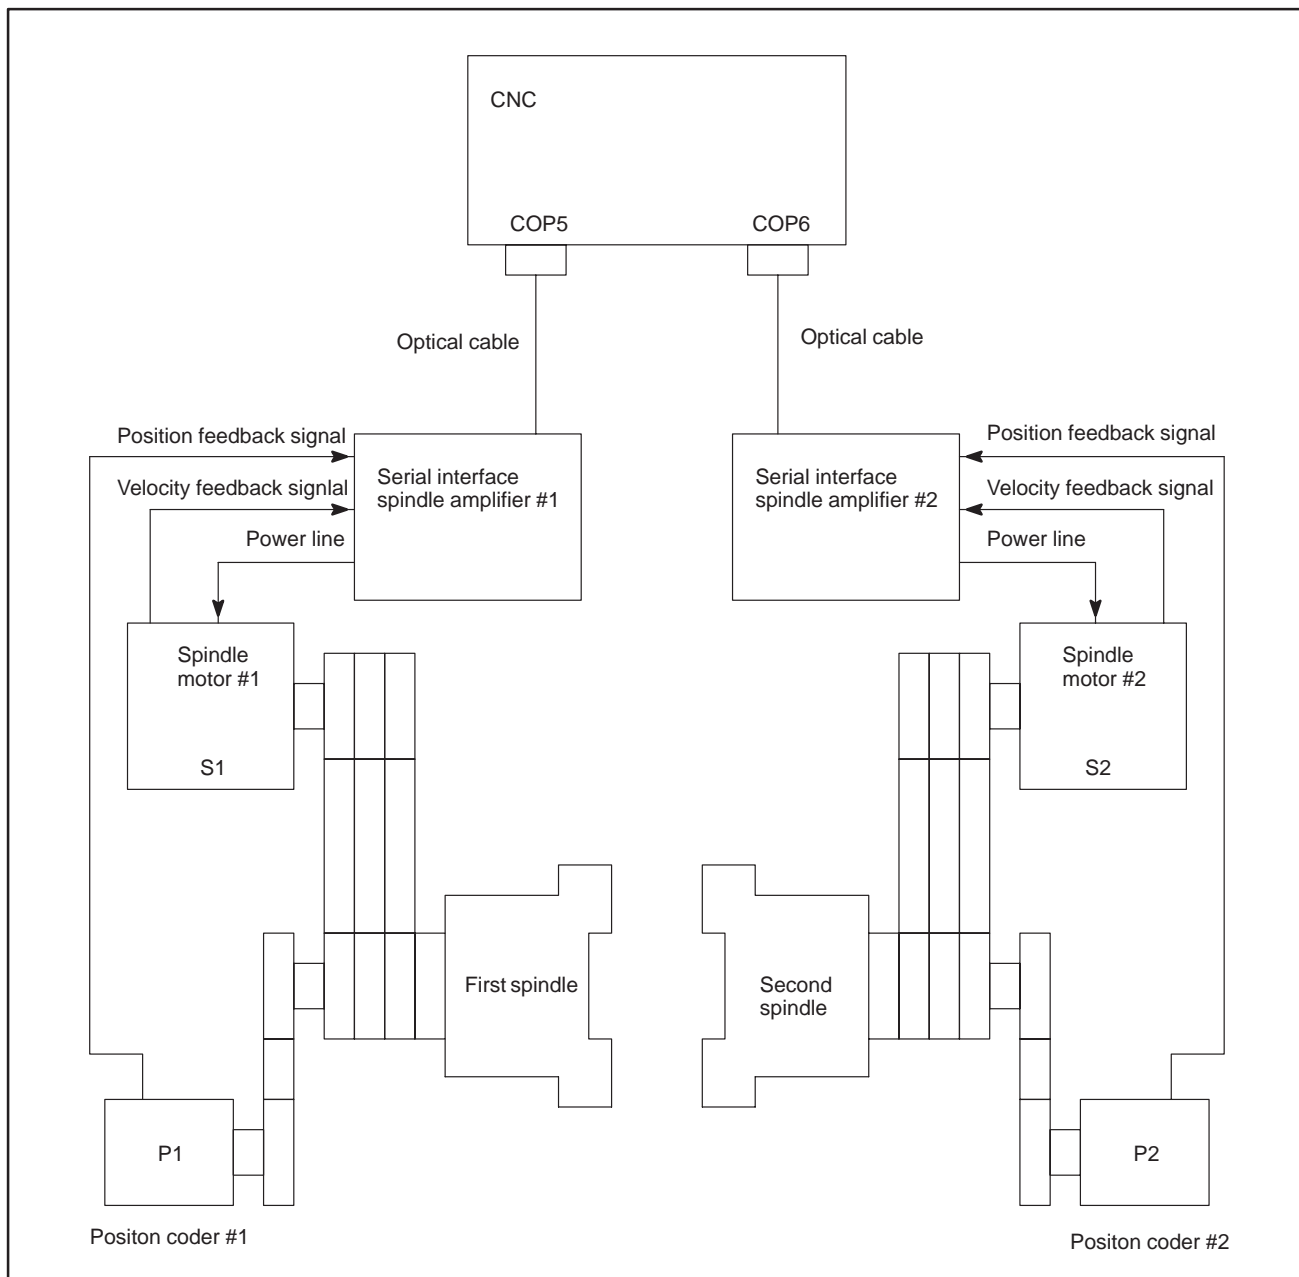 CNC
COP5
COP6
Optical cable
Optical cable
Position feedback signal
Velocity feedback signlal
Power line
Serial interface
spindle amplifier #1
Serial interface
spindle amplifier #2
Position feedback signal
Velocity feedback signal
Power line
Spindle
motor #1
S1
Spindle
motor #2
S2
First spindle
Second
spindle
P1
P2
Positon coder #1
Positon coder #2